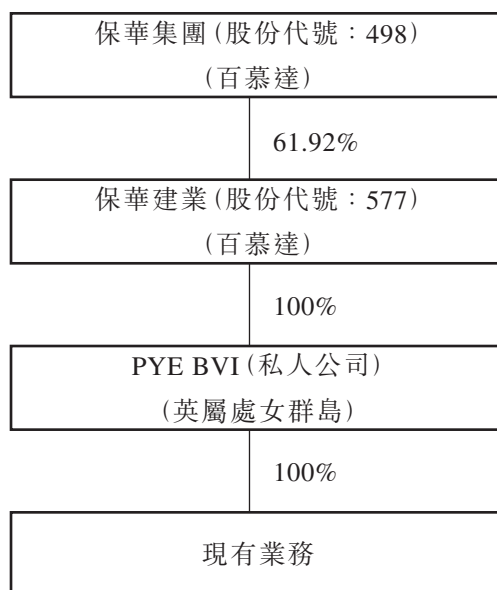 保華集團(股份代號：498)
(百慕達)
61.92%
保華建業(股份代號：577)
(百慕達)
100%
PYE BVI(私人公司)
(英屬處女群島)
100%
現有業務